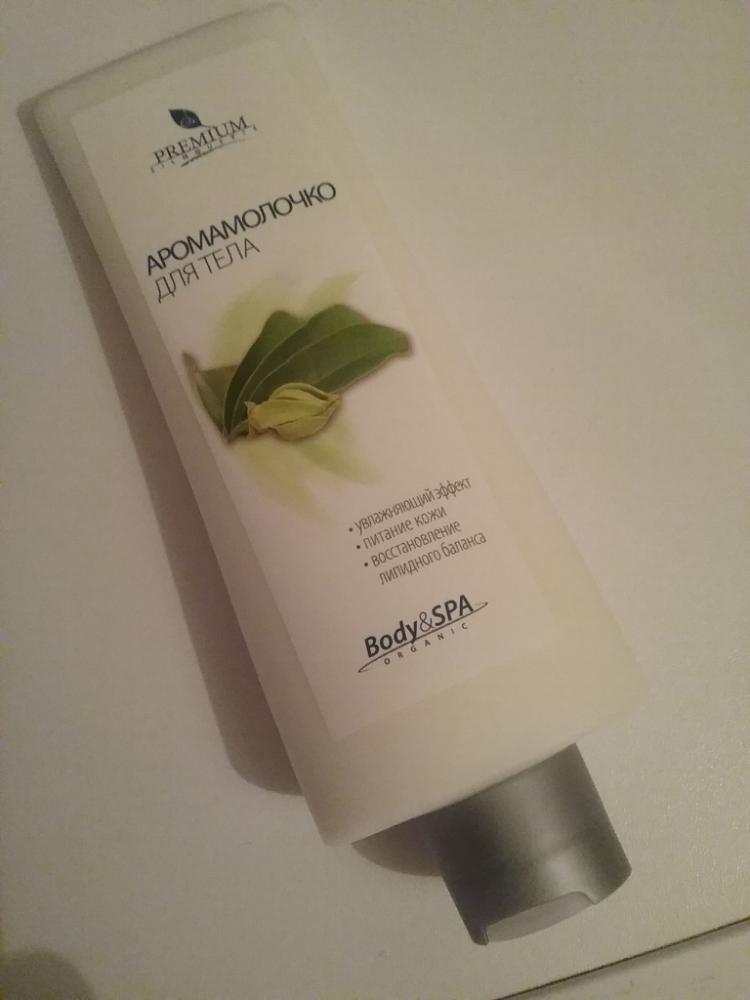 PREMIUM
АРОМАМОЛОЧКО
ДЛЯ ТЕЛА
• увлажняющий эффект
• питание кожи
• восстановление
липидного баланса
Body&SPA
ORGANIC